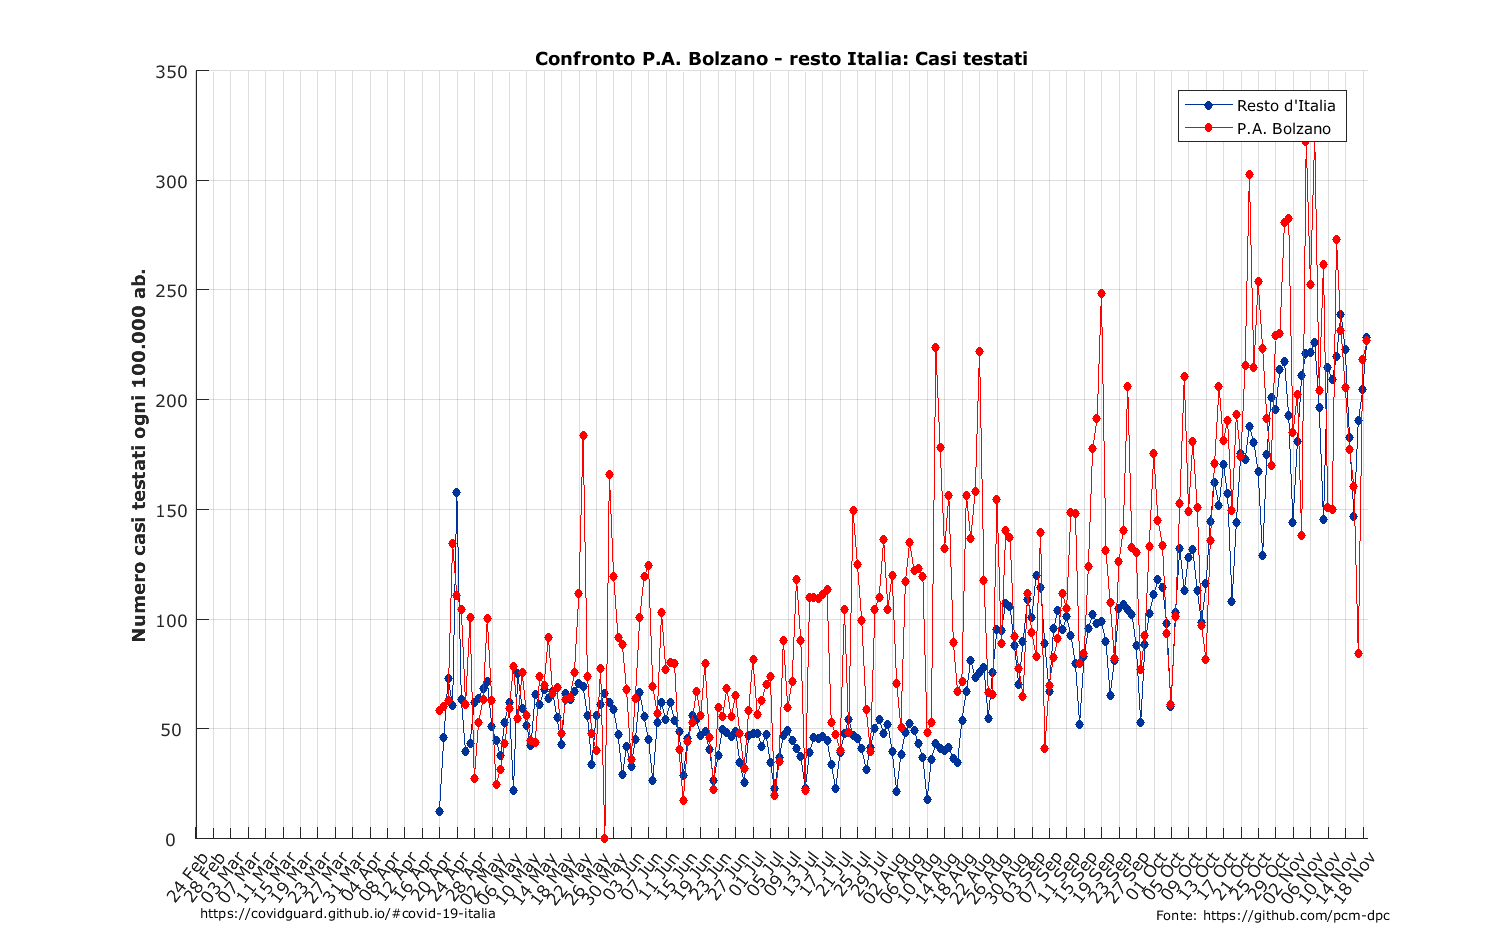 Confronto P.A. Bolzano - resto Italia: Casi testati
350
300
250
200
150
100
50
0
Numero casi testati ogni 100.000 ab.
Resto d'Italia
P.A. Bolzano
24 Feb
28 Feb
03 Mar
07 Mar
11 Mar
15 Mar
19 Mar
23 Mar
27 Mar
31 Mar
04 Apr
08 Apr
12 Apr
16 Apr
20 Apr
24 Apr
28 Apr
02 May
06 May
10 May
14 May
18 May
22 May
26 May
30 May
03 Jun
07 Jun
11 Jun
15 Jun
19 Jun
23 Jun
27 Jun
01 Jul
05 Jul
09 Jul
13 Jul
17 Jul
21 Jul
25 Jul
29 Jul
02 Aug
06 Aug
10 Aug
14 Aug
18 Aug
22 Aug
26 Aug
30 Aug
03 Sep
07 Sep
11 Sep
15 Sep
19 Sep
23 Sep
27 Sep
01 Oct
05 Oct
09 Oct
13 Oct
17 Oct
21 Oct
25 Oct
29 Oct
02 Nov
06 Nov
10 Nov
14 Nov
18 Nov
https://covidguard.github.io/#covid-19-italia
Fonte: https://github.com/pcm-dpc